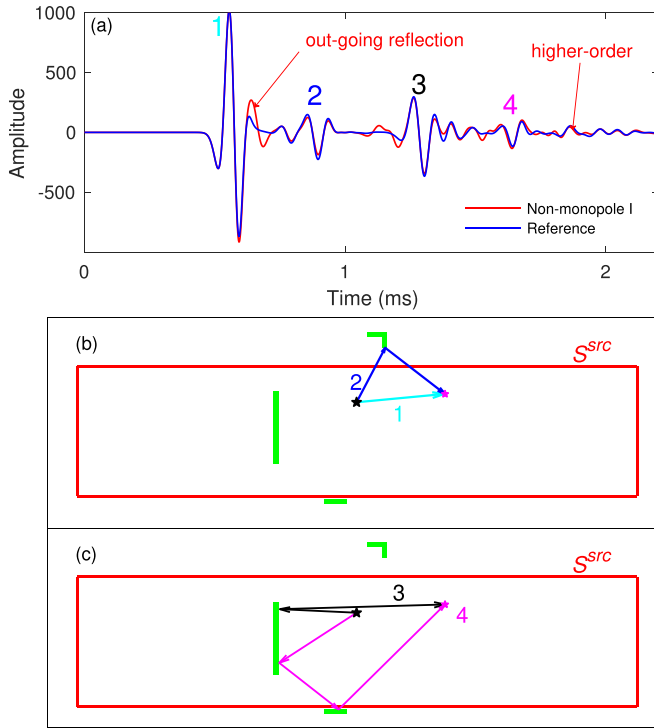 1000
500
0
-500
Amplitude
(a)
1
out-going reflection
2
3
4
higher-order
Non-monopole I
Reference
0
1
2
Time (ms)
(b)
S^src
2
1
(c)
S^src
3
4